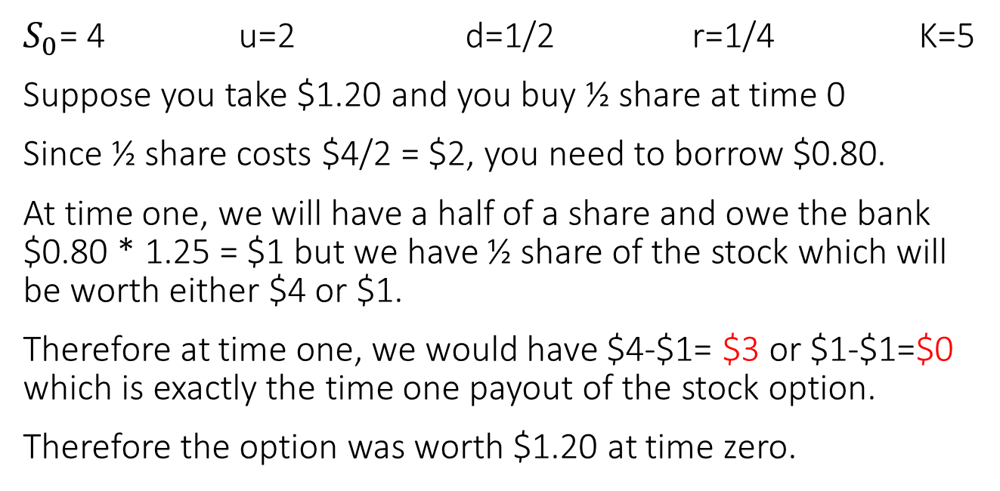 S₀= 4 u=2 d=1/2 r=1/4 K=5
Suppose you take $1.20 and you buy ½ share at time 0
Since ½ share costs $4/2 = $2, you need to borrow $0.80.
At time one, we will have a half of a share and owe the bank
$0.80 * 1.25 = $1 but we have ½ share of the stock which will
be worth either $4 or $1.
Therefore at time one, we would have $4-$1= $3 or $1-$1=$0
which is exactly the time one payout of the stock option.
Therefore the option was worth $1.20 at time zero.